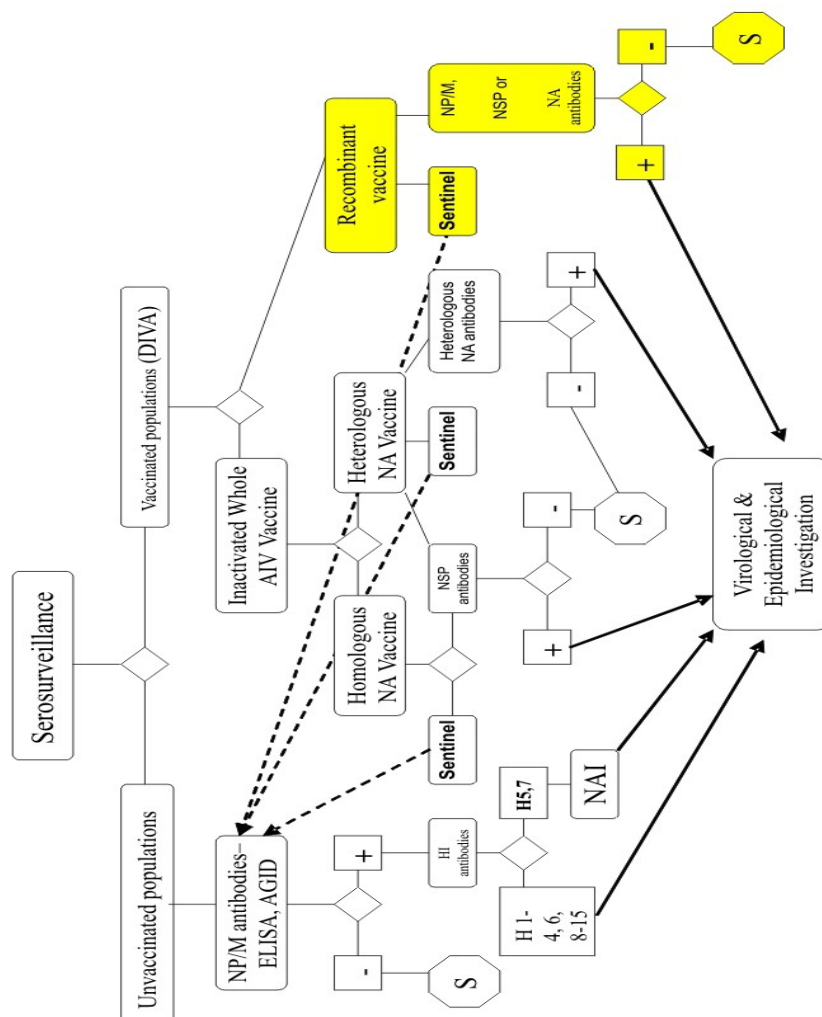 Serosurveillance
Unvaccinated populations
Vaccinated populations (DIVA)
NP/M antibodies–
ELISA, AGID
-
+
S
HI
antibodies
H 1-
4, 6,
8-15
H5,7
NAI
Inactivated Whole
AIV Vaccine
Homologous
NA Vaccine
Heterologous
NA Vaccine
Sentinel
NSP
antibodies
Sentinel
Heterologous
NA antibodies
+
-
S
-
+
Recombinant
vaccine
Sentinel
NP/M,
NSP or
NA
antibodies
+
-
S
Virological &
Epidemiological
Investigation